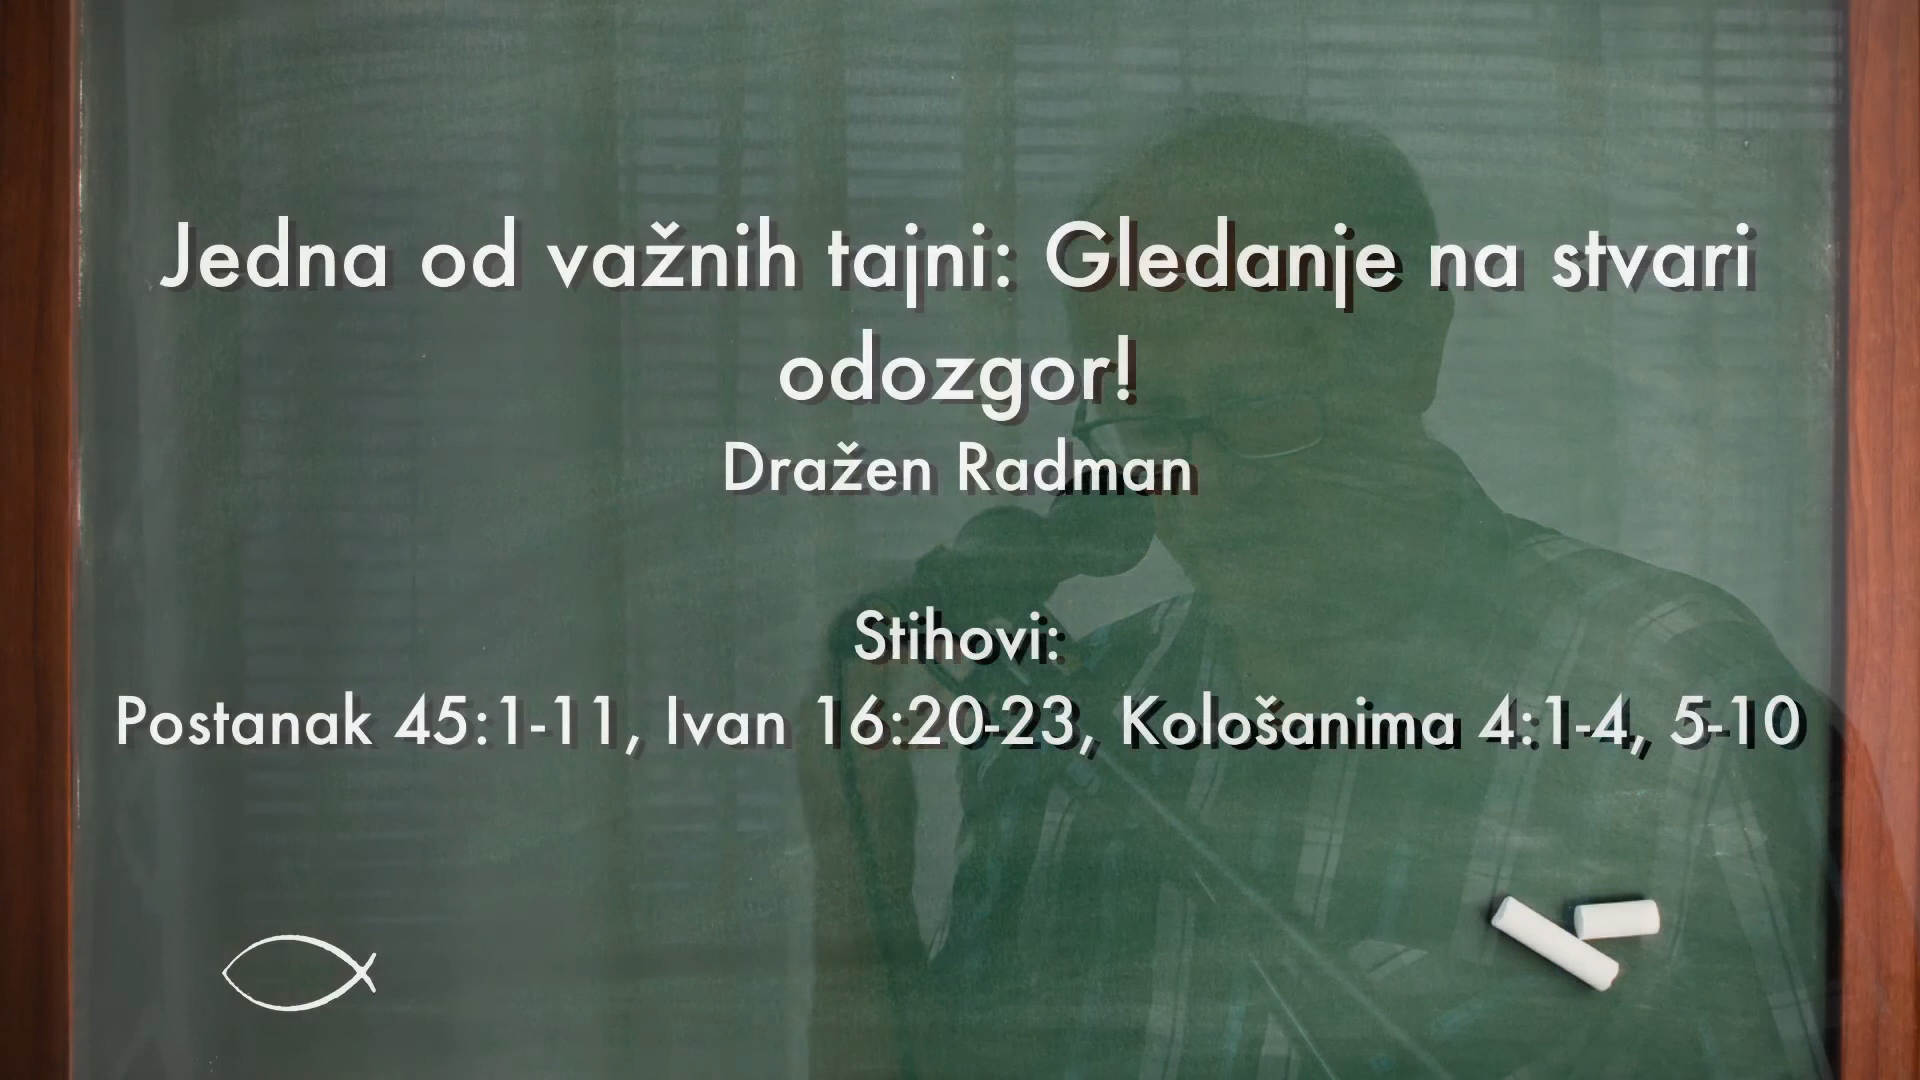 Jedna od važnih tajni: Gledanje na stvari
odozgor!
Dražen Radman
Stihovi:
Postanak 45:1-11, Ivan 16:20-23, Kološanima 4:1-4, 5-10